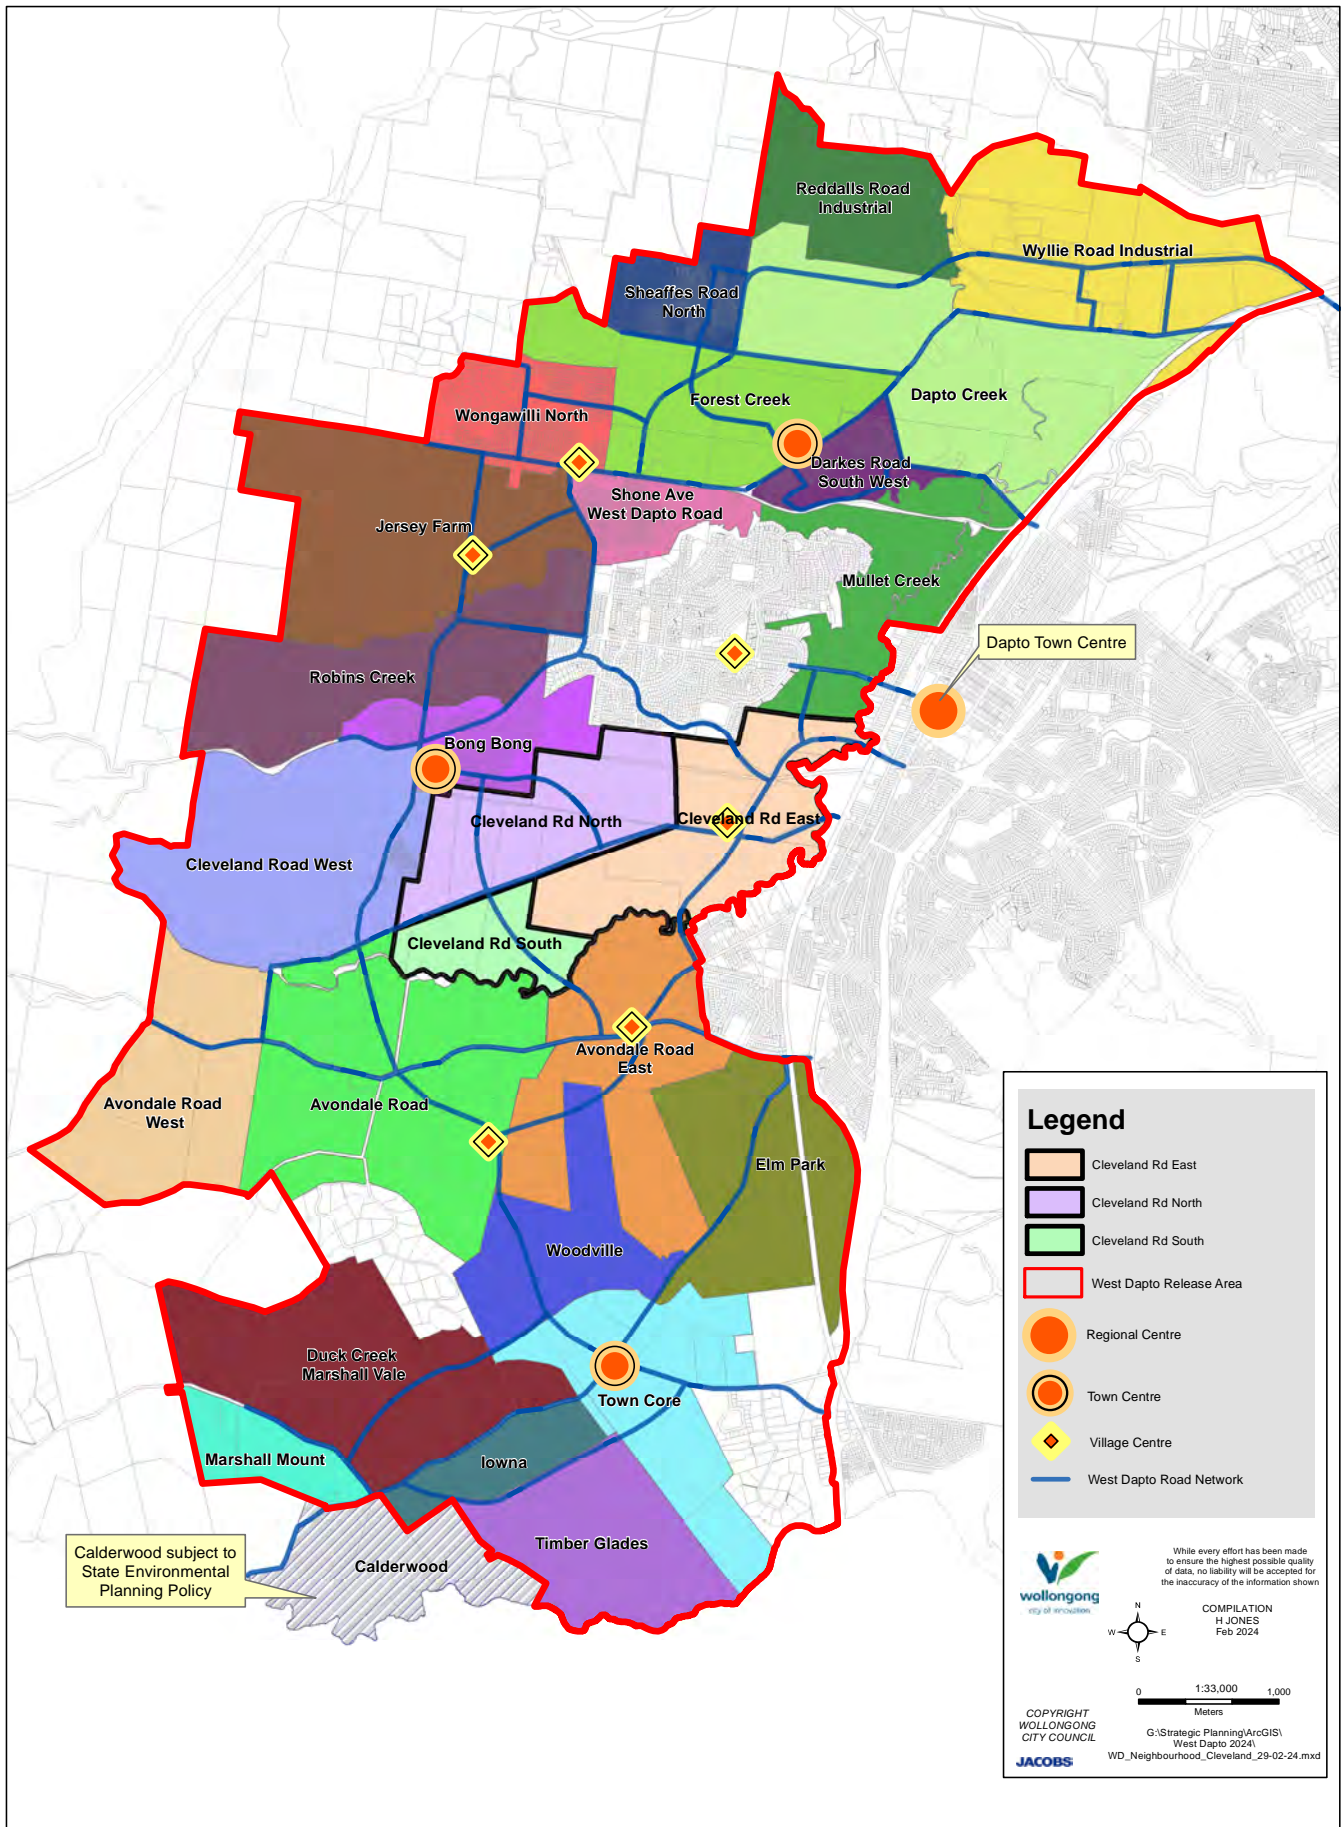 Reddalls Road
Industrial
Wyllie Road Industrial
Sheaffes Road
North
Dapto Creek
Forest Creek
Wongawilli North
Darkes Road
South West
Shone Ave
West Dapto Road
Jersey Farm
Mullet Creek
Dapto Town Centre
Robins Creek
Bong Bong
Cleveland Rd North
Cleveland Rd East
Cleveland Road West
Cleveland Rd South
Avondale Road
East
Avondale Road
West
Avondale Road
Elm Park
Woodville
Duck Creek
Marshall Vale
Town Core
Marshall Mount
Iowna
Timber Glades
Calderwood
Calderwood subject to
State Environmental
Planning Policy
Legend
Cleveland Rd East
Cleveland Rd North
Cleveland Rd South
West Dapto Release Area
Regional Centre
Town Centre
Village Centre
West Dapto Road Network
wollongong
city of innovation
While every effort has been made
to ensure the highest possible quality
of data, no liability will be accepted for
the inaccuracy of the information shown
N
W E
S
COMPILATION
H JONES
Feb 2024
0 1:33,000 1,000
Meters
COPYRIGHT
WOLLONGONG
CITY COUNCIL
G:\Strategic Planning\ArcGIS\
West Dapto 2024\
WD_Neighbourhood_Cleveland_29-02-24.mxd
JACOBS